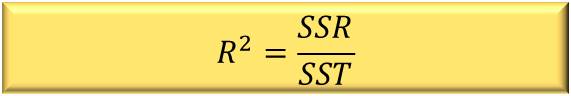 R² = SSR/SST